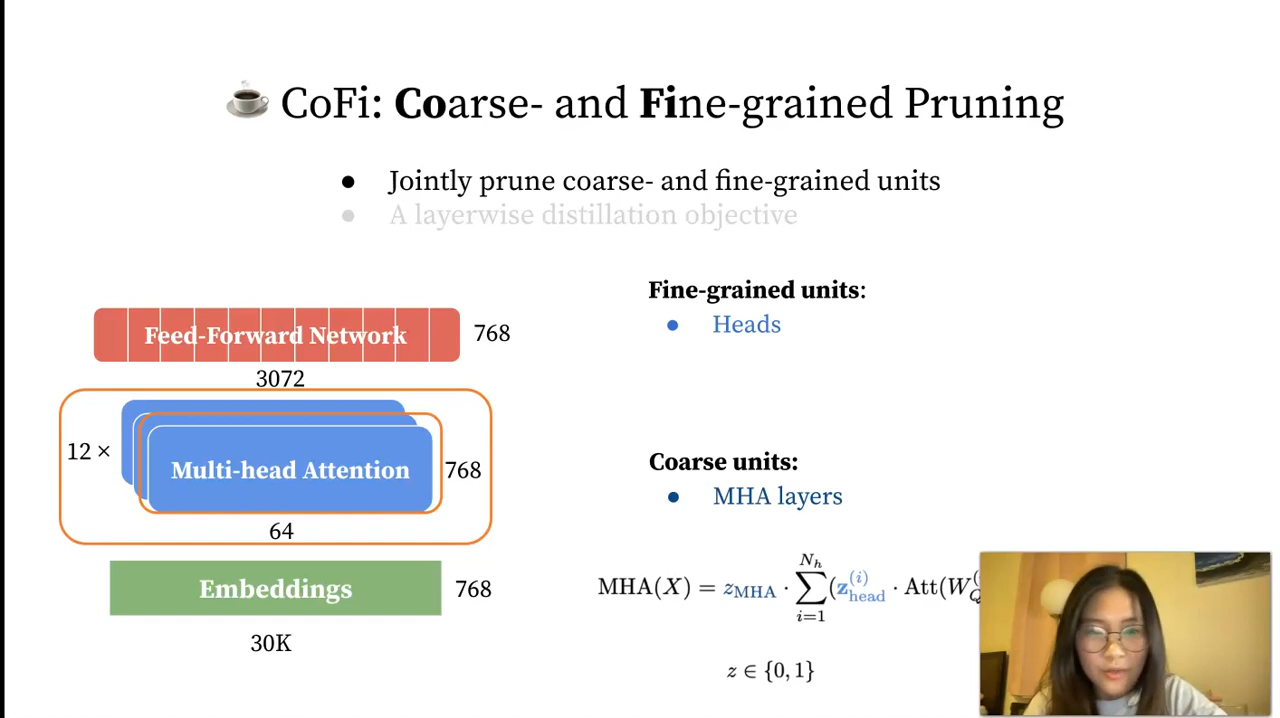 CoFi: Coarse- and Fine-grained Pruning
● Jointly prune coarse- and fine-grained units
● A layerwise distillation objective
Fine-grained units:
● Heads
Feed-Forward Network
768
3072
12 ×
Multi-head Attention
768
64
Embeddings
768
30K
Coarse units:
● MHA layers
MHA(X) = z_MHA · ∑_{i=1}^{N_h} (z_head^{(i)} · Att(W_Q^(
z ∈ {0, 1}